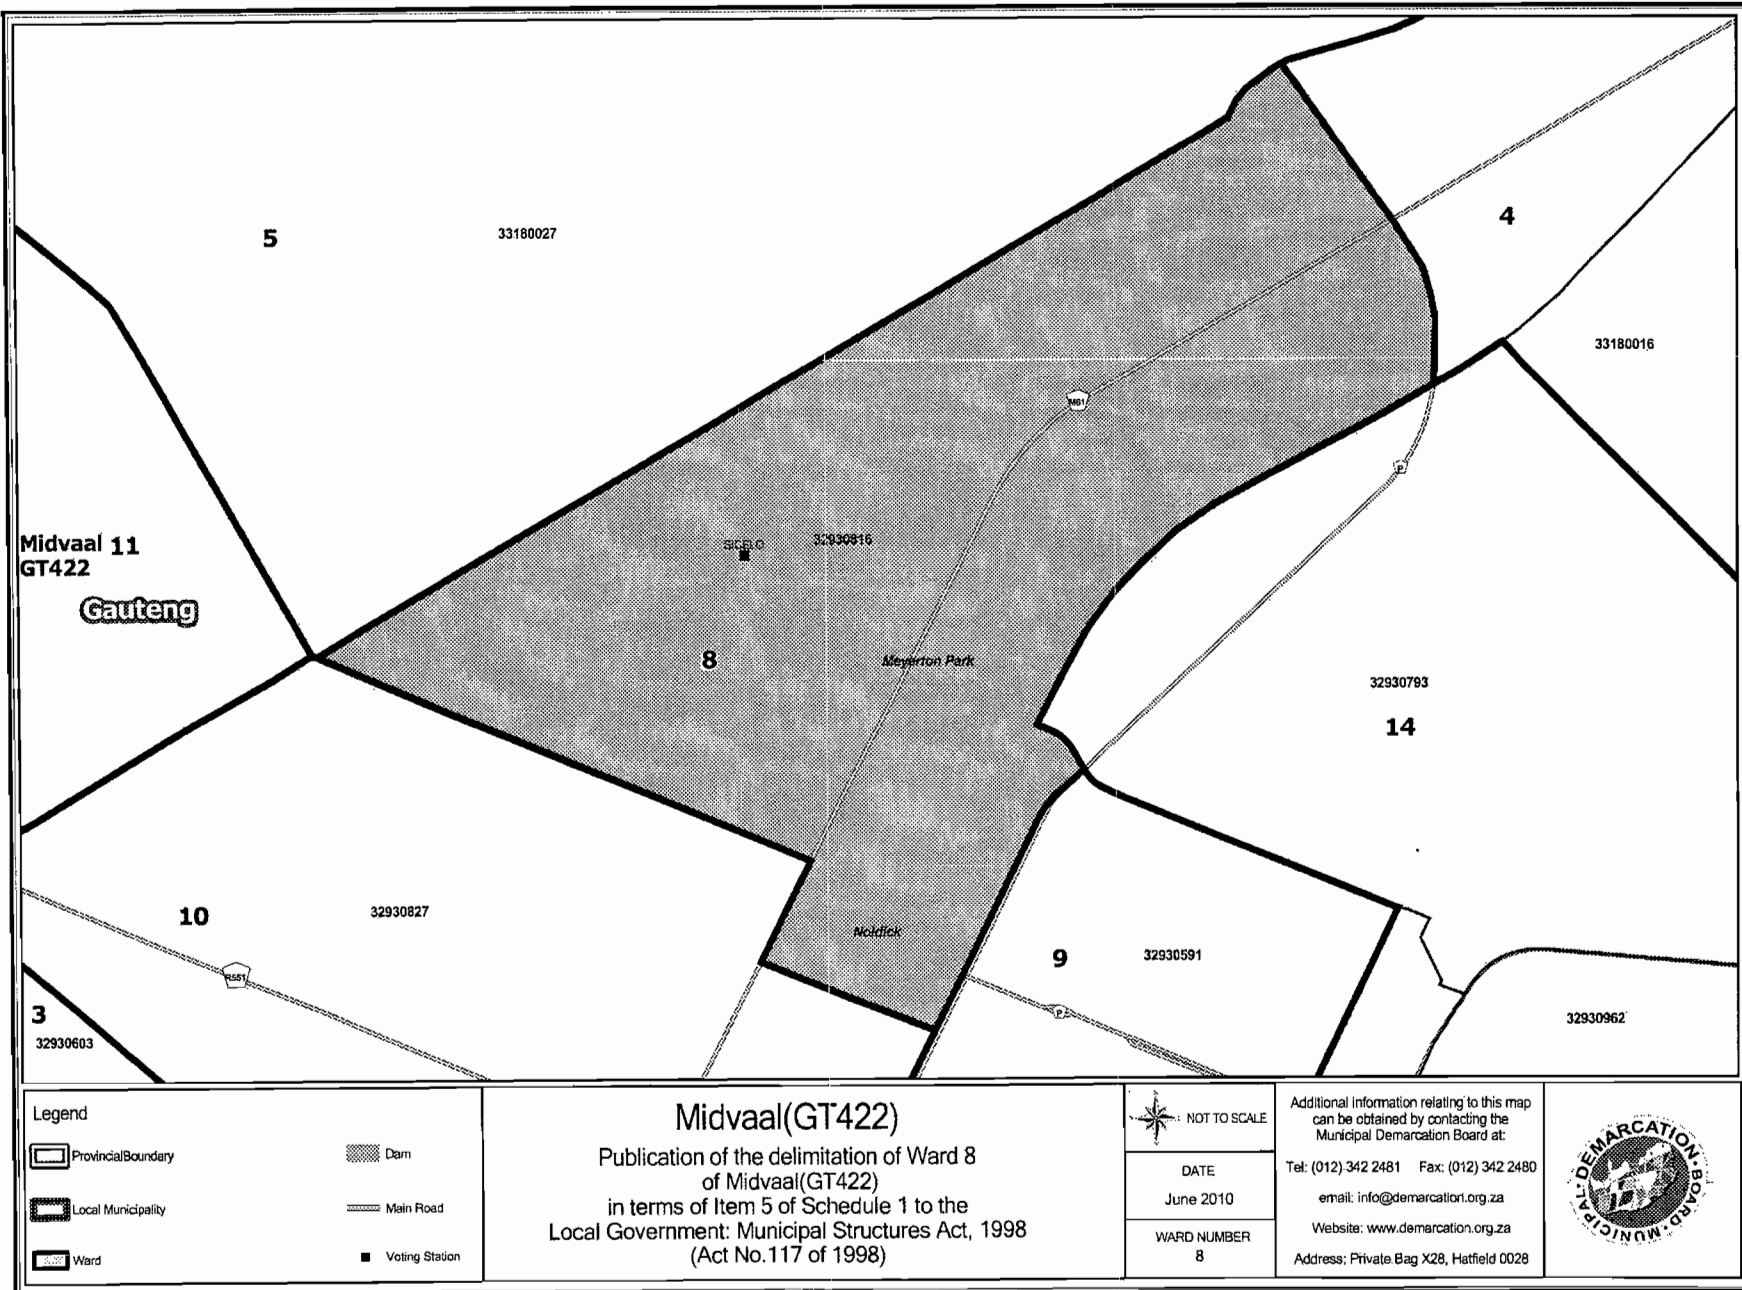 5
33180027
4
33180016
M61
P
Midvaal 11
GT422
Gauteng
SICELO
32930816
8
Meyerton Park
32930793
14
10
32930827
Noldick
9
32930591
R551
P
3
32930603
32930962
Legend
Provincial Boundary
Dam
Local Municipality
Main Road
Ward
Voting Station
Midvaal(GT422)
Publication of the delimitation of Ward 8
of Midvaal(GT422)
in terms of Item 5 of Schedule 1 to the
Local Government: Municipal Structures Act, 1998
(Act No.117 of 1998)
NOT TO SCALE
DATE
June 2010
WARD NUMBER
8
Additional information relating to this map
can be obtained by contacting the
Municipal Demarcation Board at:
Tel: (012) 342 2481 Fax: (012) 342 2480
email: info@demarcation.org.za
Website: www.demarcation.org.za
Address: Private Bag X28, Hatfield 0028
MUNICIPAL DEMARCATION BOARD